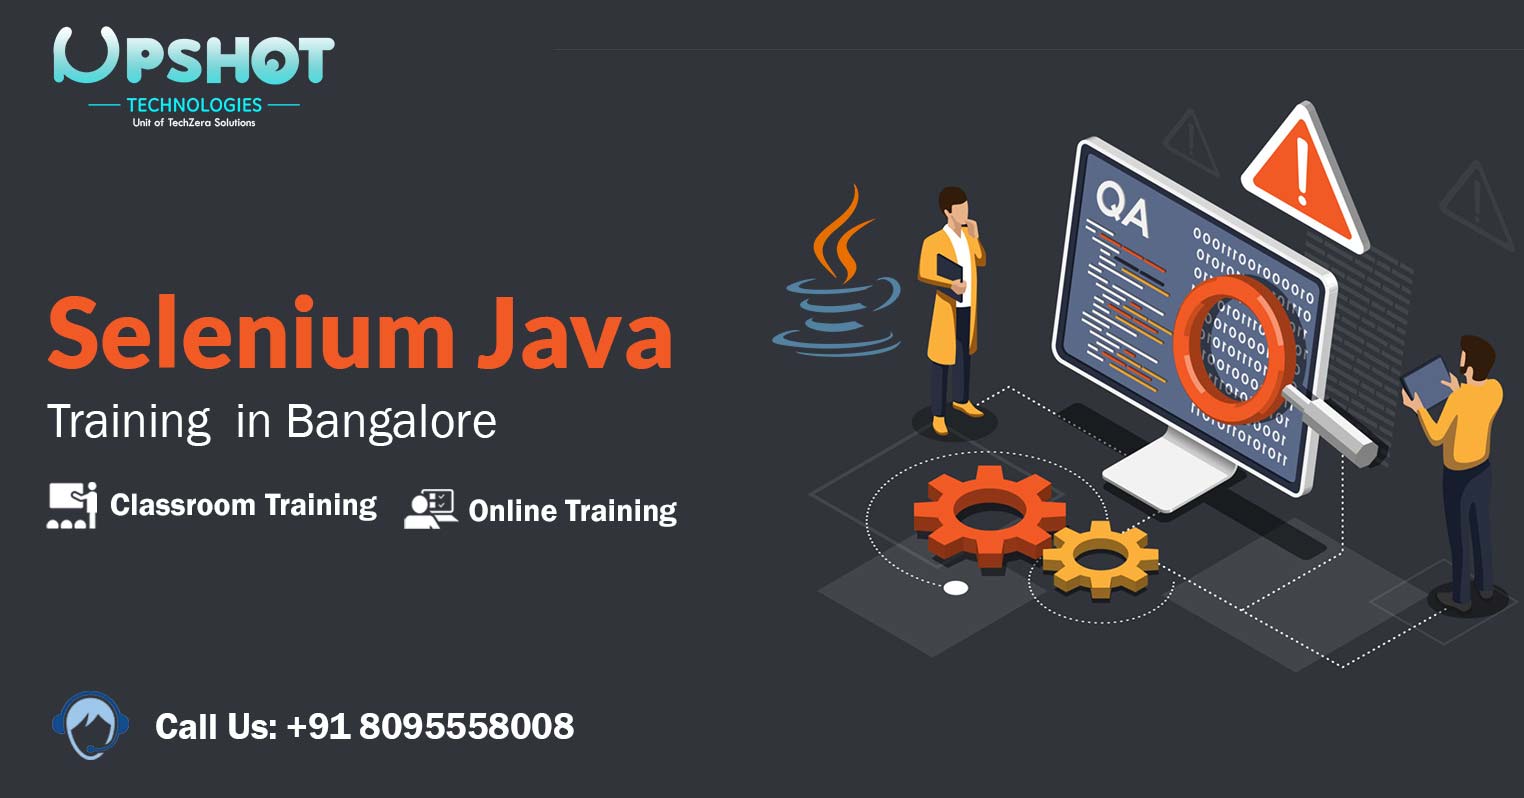 UPSHOT
TECHNOLOGIES
Unit of TechZera Solutions
Selenium Java
Training in Bangalore
Classroom Training
Online Training
Call Us: +91 8095558008
QA